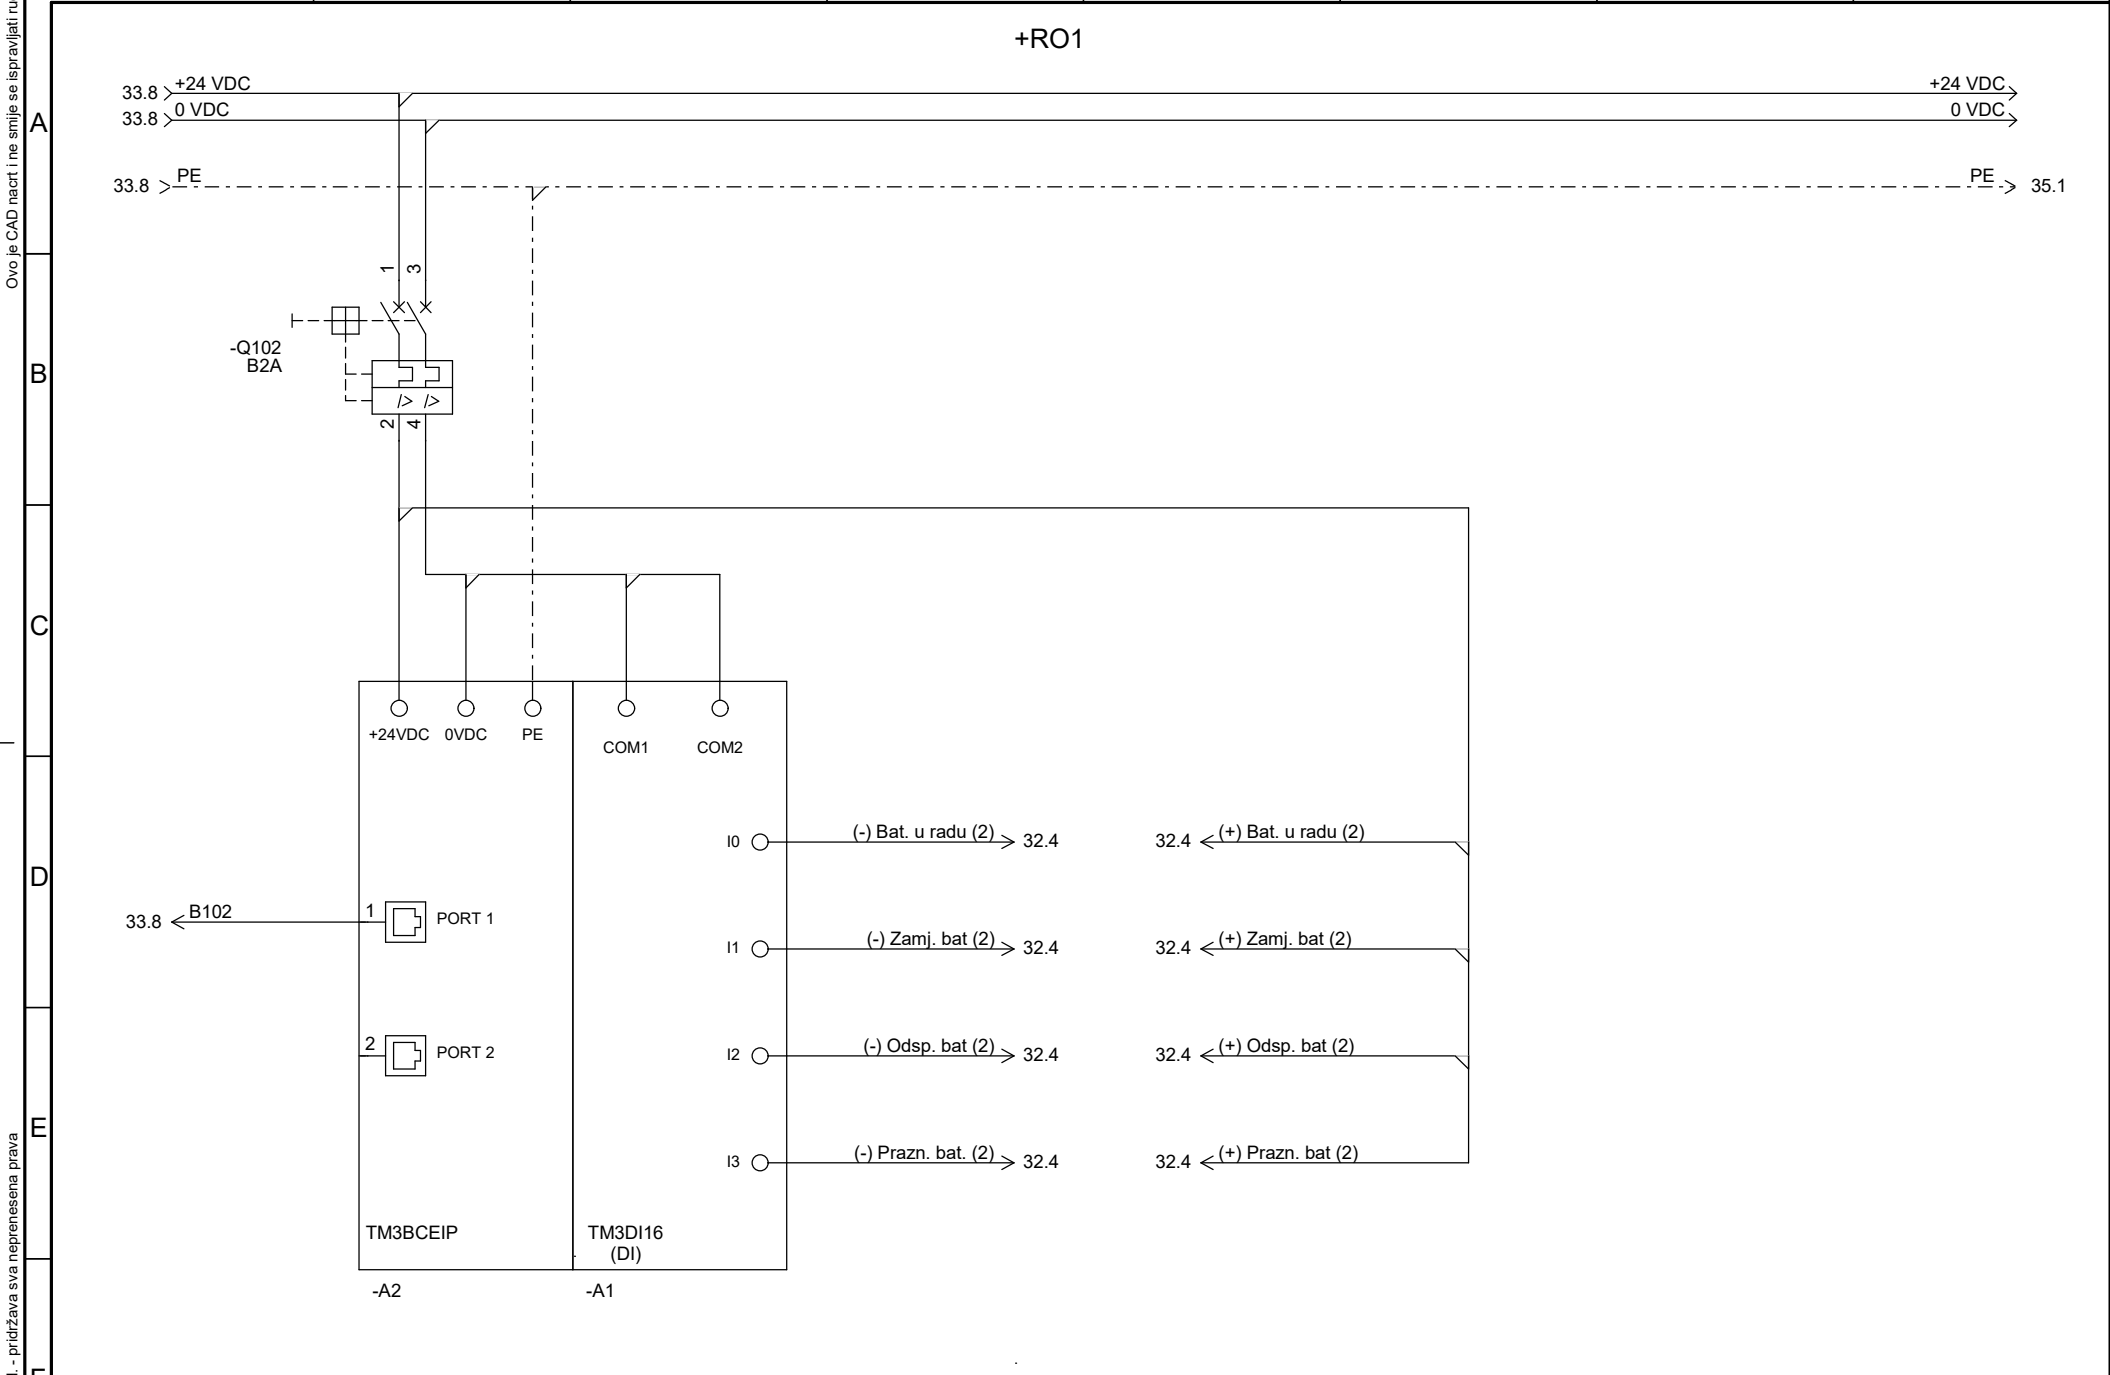 +RO1
33.8 +24 VDC +24 VDC
33.8 0 VDC 0 VDC
A
33.8 PE PE 35.1
Ovo je CAD nacrt i ne smije se ispravljati
1 3
-Q102
B2A
B
2 4
C
+24VDC 0VDC PE COM1 COM2
I0 (-) Bat. u radu (2) 32.4 32.4 (+) Bat. u radu (2)
D
33.8 B102 1 PORT 1
I1 (-) Zamj. bat (2) 32.4 32.4 (+) Zamj. bat (2)
2 PORT 2 I2 (-) Odsp. bat (2) 32.4 32.4 (+) Odsp. bat (2)
E
I3 (-) Prazn. bat. (2) 32.4 32.4 (+) Prazn. bat (2)
TM3BCEIP TM3DI16
(DI)
-A2 -A1
- pridržava sva neprenesena prava